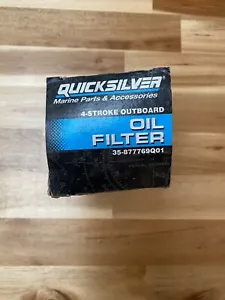 QUICKSILVER
Marine Parts & Accessories
4-STROKE OUTBOARD
OIL
FILTER
35-877769Q01